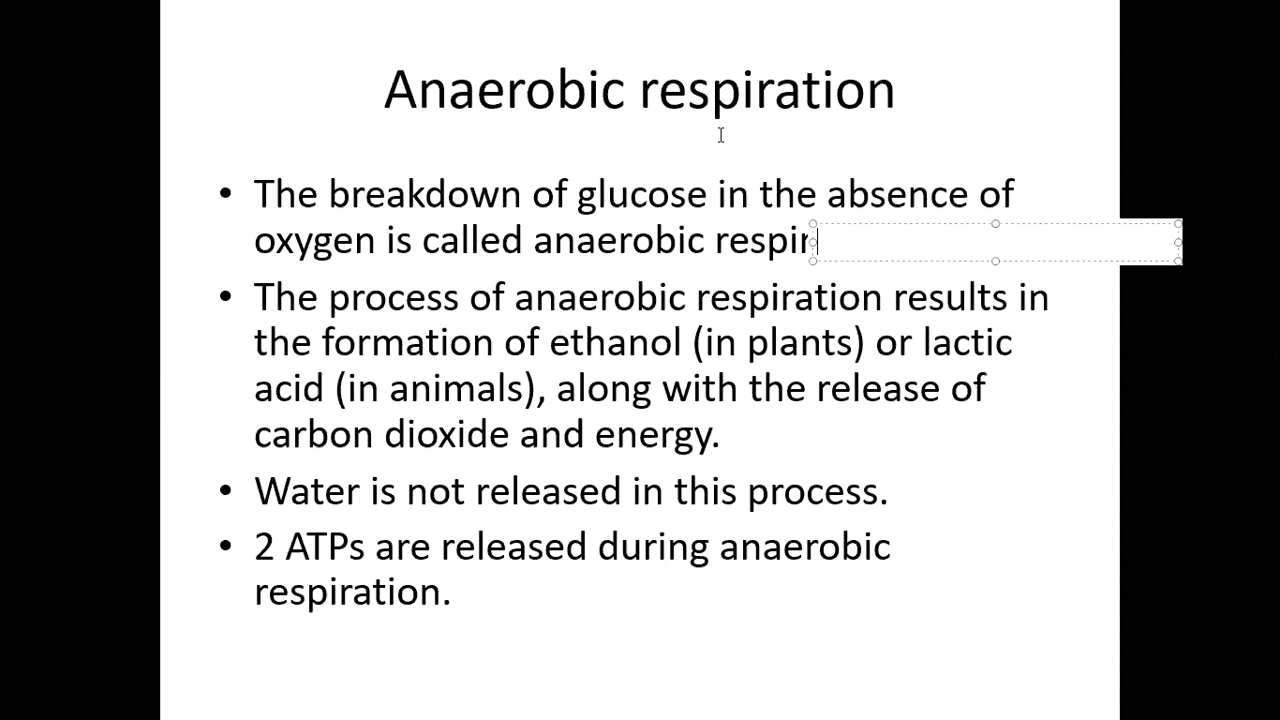 Anaerobic respiration
• The breakdown of glucose in the absence of
oxygen is called anaerobic respir
• The process of anaerobic respiration results in
the formation of ethanol (in plants) or lactic
acid (in animals), along with the release of
carbon dioxide and energy.
• Water is not released in this process.
• 2 ATPs are released during anaerobic
respiration.